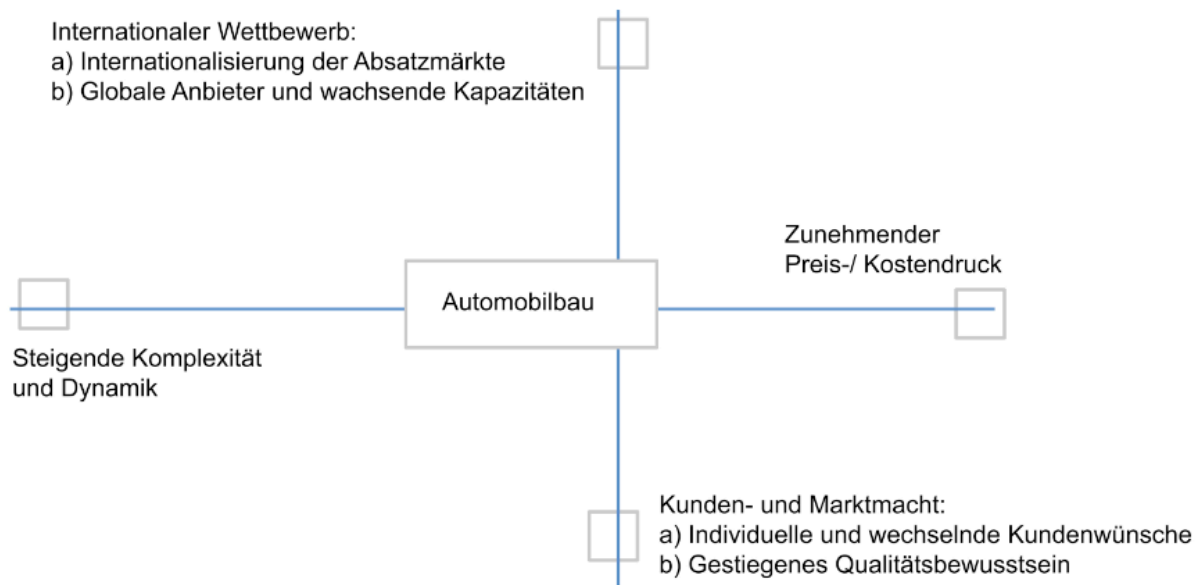 Internationaler Wettbewerb:
a) Internationalisierung der Absatzmärkte
b) Globale Anbieter und wachsende Kapazitäten
Zunehmender
Preis-/ Kostendruck
Automobilbau
Steigende Komplexität
und Dynamik
Kunden- und Marktmacht:
a) Individuelle und wechselnde Kundenwünsche
b) Gestiegenes Qualitätsbewusstsein